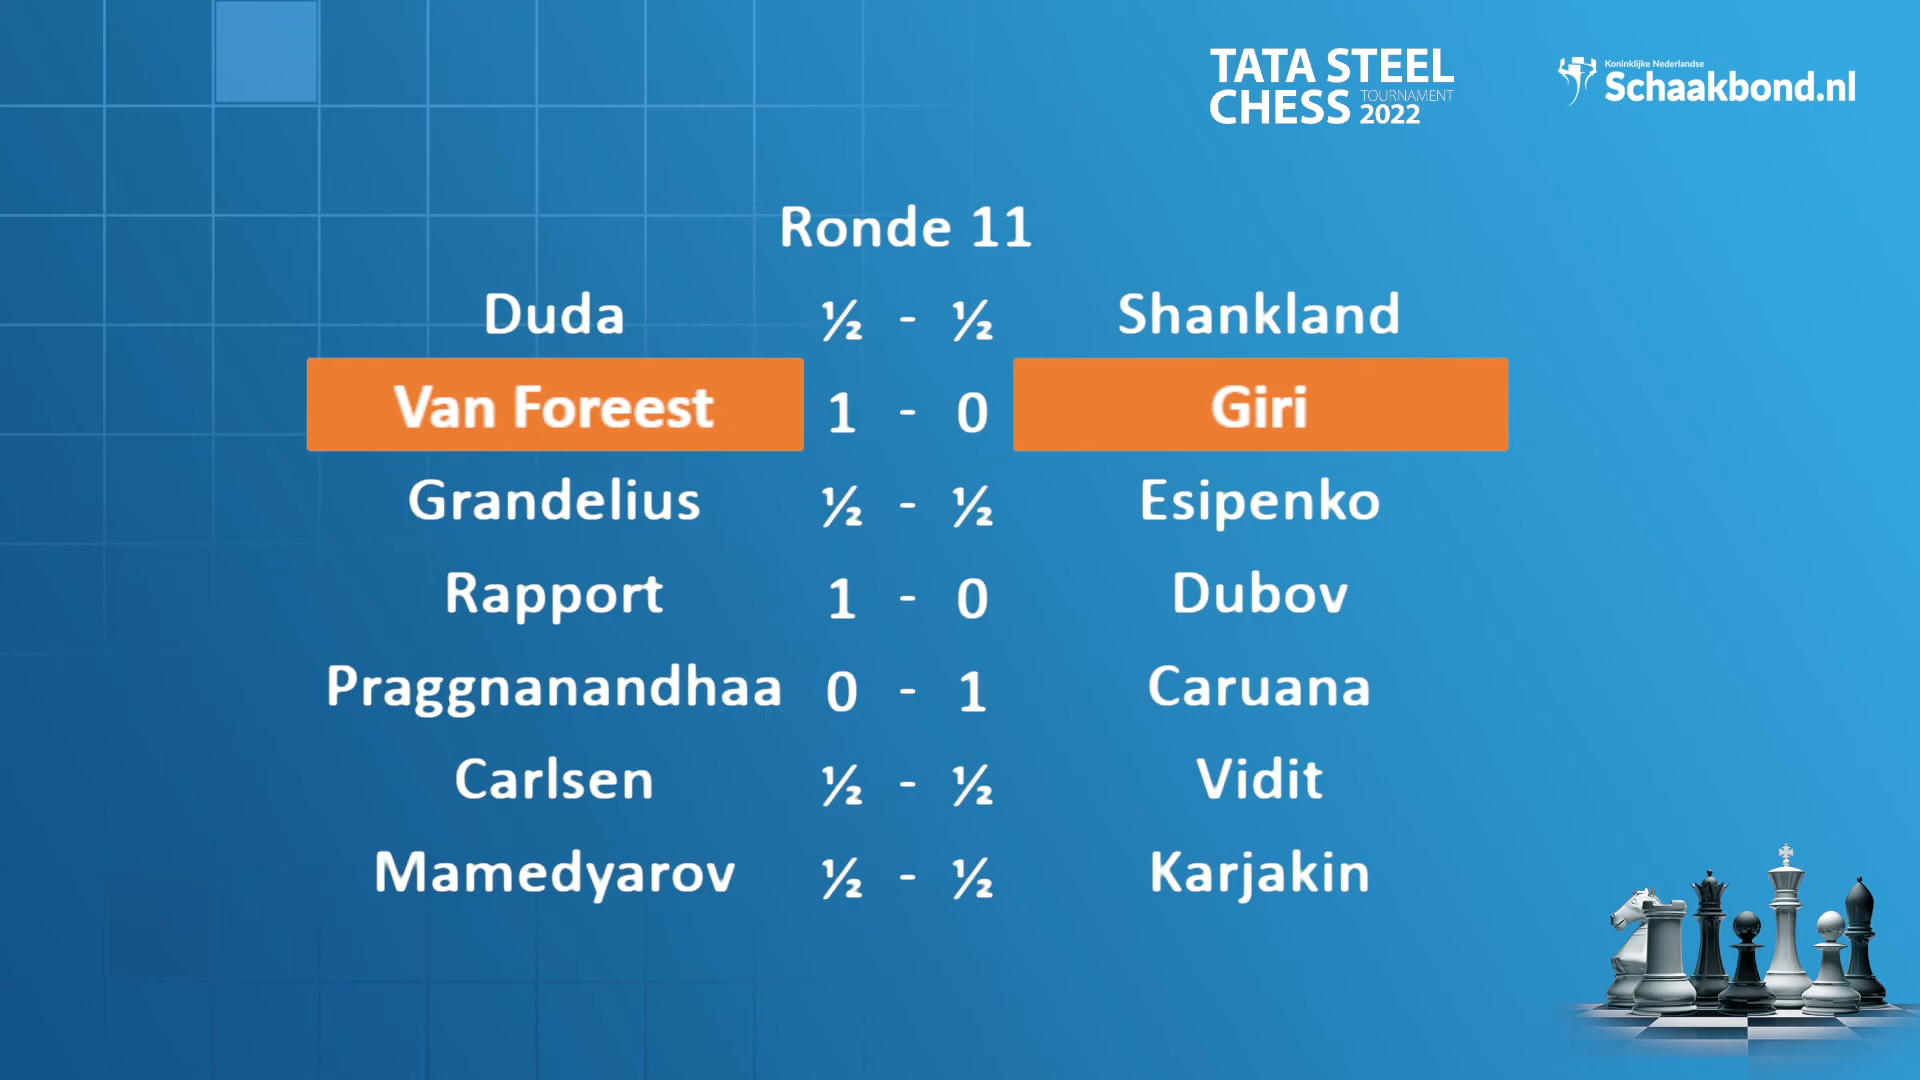 TATA STEEL
CHESS TOURNAMENT 2022
Koninklijke Nederlandse
Schaakbond.nl
Ronde 11
Duda ½ - ½ Shankland
Van Foreest 1 - 0 Giri
Grandelius ½ - ½ Esipenko
Rapport 1 - 0 Dubov
Praggnanandhaa 0 - 1 Caruana
Carlsen ½ - ½ Vidit
Mamedyarov ½ - ½ Karjakin